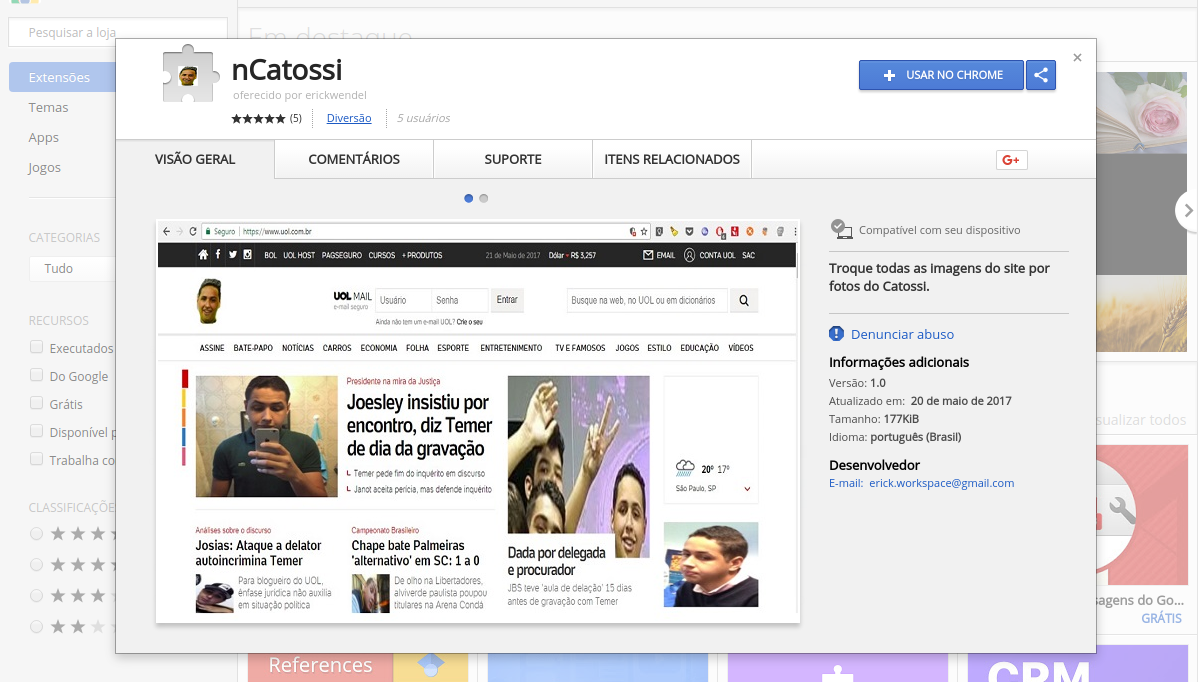 Pesquisar a loja
Em destaque
Extensões
Temas
Apps
Jogos
CATEGORIAS
Tudo
RECURSOS
Executados
Do Google
Grátis
Disponível p
Trabalha co
CLASSIFICAÇÕE
nCatossi
oferecido por erickwendel
(5)
Diversão
5 usuários
USAR NO CHROME
VISÃO GERAL
COMENTÁRIOS
SUPORTE
ITENS RELACIONADOS
G+
Seguro
https://www.uol.com.br
BOL UOL HOST PAGSEGURO CURSOS + PRODUTOS
21 de Maio de 2017 Dólar R$ 3,257
EMAIL CONTA UOL SAC
UOL MAIL
e-mail seguro
Usuário
Senha
Entrar
Ainda não tem um e-mail UOL? Crie o seu
Busque na web, no UOL ou em dicionários
ASSINE BATE-PAPO NOTÍCIAS CARROS ECONOMIA FOLHA ESPORTE ENTRETENIMENTO TV E FAMOSOS JOGOS ESTILO EDUCAÇÃO VÍDEOS
Presidente na mira da Justiça
Joesley insistiu por
encontro, diz Temer
de dia da gravação
Temer pede fim do inquérito em discurso
Janot aceita perícia, mas defende inquérito
Análises sobre o discurso
Josias: Ataque a delator
autoincrimina Temer
Para blogueiro do UOL,
ênfase jurídica não auxilia
em situação política
Campeonato Brasileiro
Chape bate Palmeiras
'alternativo' em SC: 1 a 0
De olho na Libertadores,
alviverde paulista poupou
titulares na Arena Condá
Dada por delegada
e procurador
JBS teve 'aula de delação' 15 dias
antes de gravação com Temer
20° 17°
São Paulo, SP
Compatível com seu dispositivo
Troque todas as imagens do site por
fotos do Catossi.
Denunciar abuso
Informações adicionais
Versão: 1.0
Atualizado em: 20 de maio de 2017
Tamanho: 177KiB
Idioma: português (Brasil)
Desenvolvedor
E-mail: erick.workspace@gmail.com
sualizar todos
sagens do Go...
GRÁTIS
References
CRM